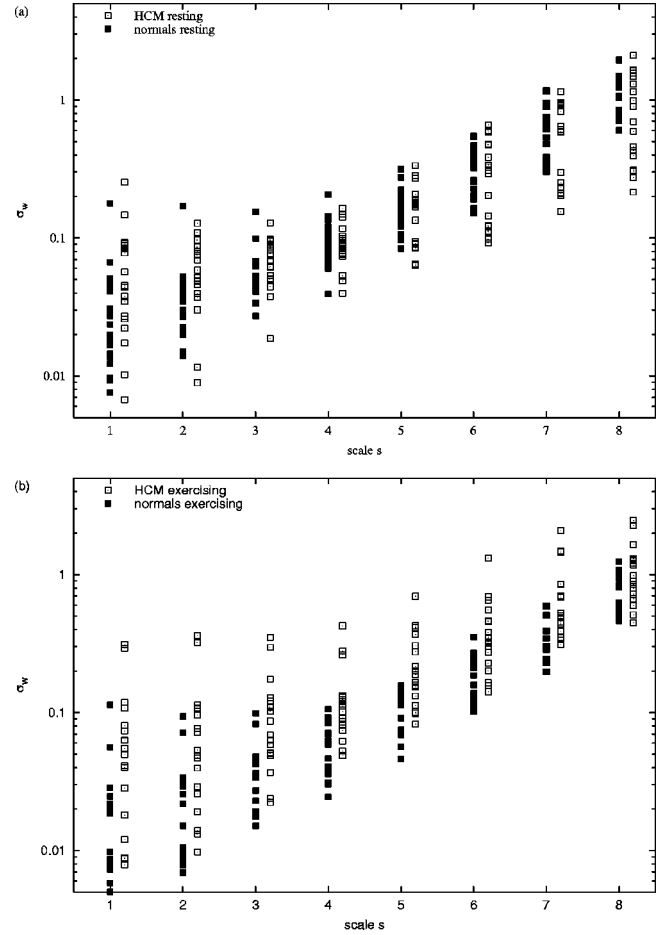 (a)
HCM resting
normals resting
1
σw
0.1
0.01
1 2 3 4 5 6 7 8
scale s
(b)
HCM exercising
normals exercising
1
σw
0.1
0.01
1 2 3 4 5 6 7 8
scale s